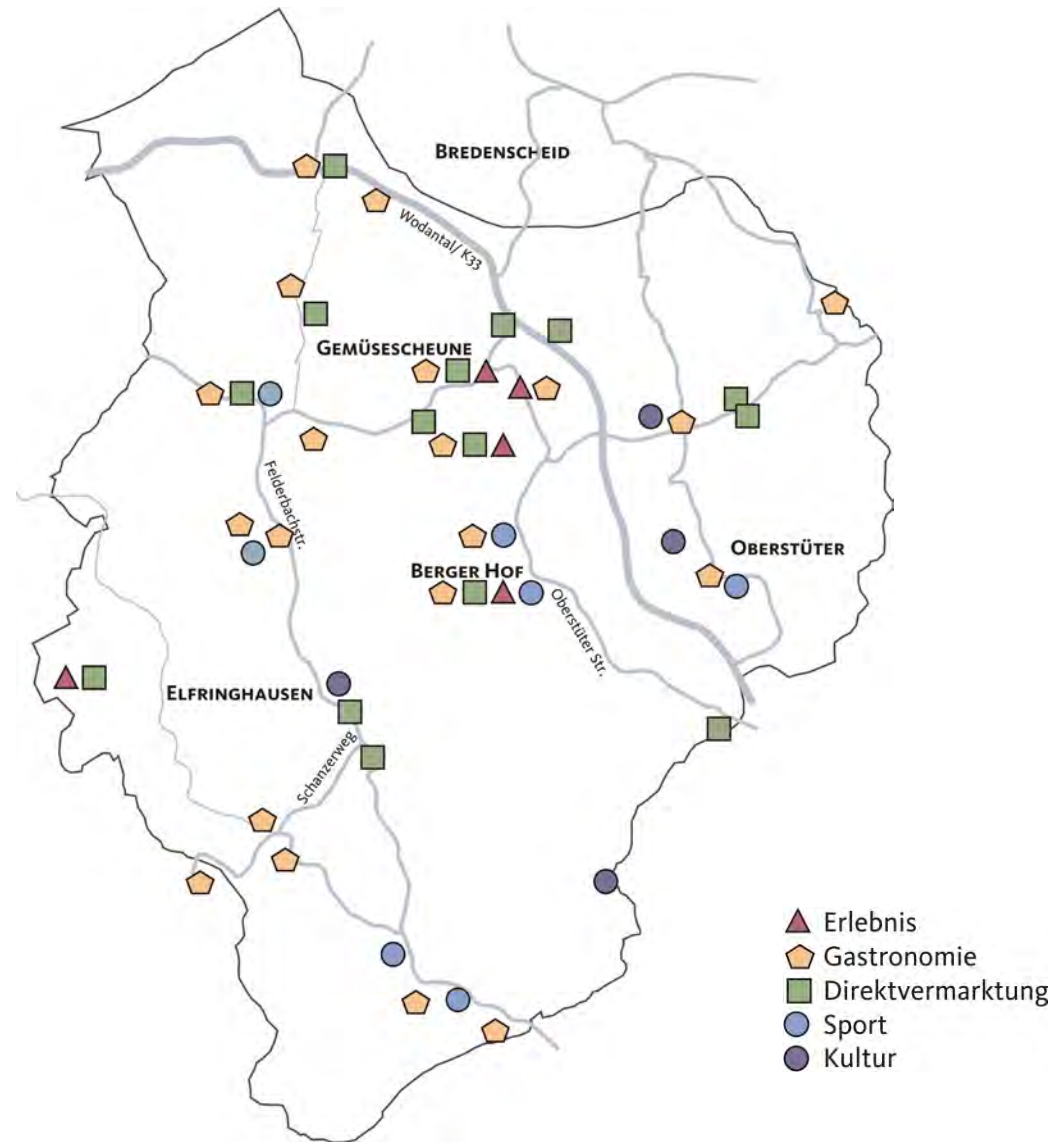 BREDENSCHEID
Wodantal/ K33
GEMÜSESCHEUNE
Felderbachstr.
OBERSTÜTER
BERGER HOF
Oberstüter Str.
ELFRINGHAUSEN
Schanzerweg
Erlebnis
Gastronomie
Direktvermarktung
Sport
Kultur